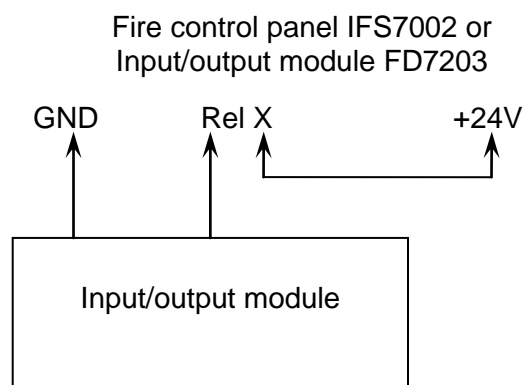 Fire control panel IFS7002 or
Input/output module FD7203
GND Rel X +24V
Input/output module